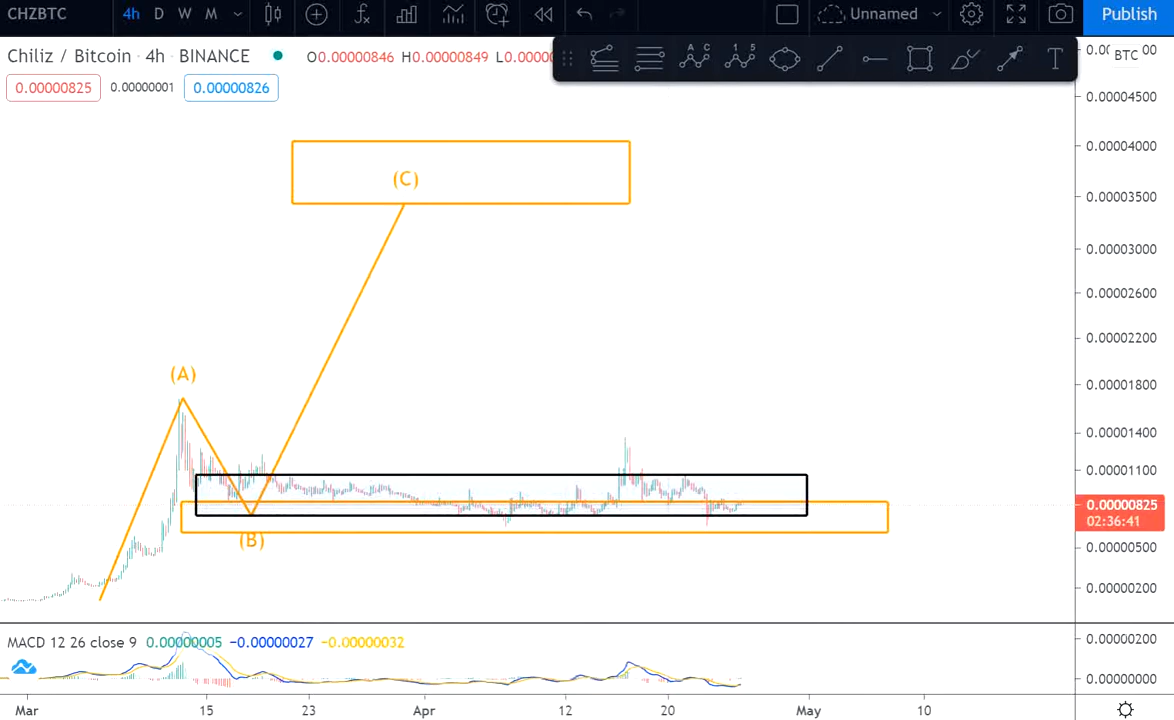 CHZBTC 4h D W M Unnamed Publish
Chiliz / Bitcoin · 4h · BINANCE O0.00000846 H0.00000849 L0.0000
0.00000825 0.00000001 0.00000826
A C
1 5
T
BTC
0.00004500
0.00004000
(C)
0.00003500
0.00003000
0.00002600
0.00002200
(A)
0.00001800
0.00001400
0.00001100
0.00000825
02:36:41
(B)
0.00000500
0.00000200
MACD 12 26 close 9 0.00000005 −0.00000027 −0.00000032
0.00000200
0.00000000
Mar 15 23 Apr 12 20 May 10